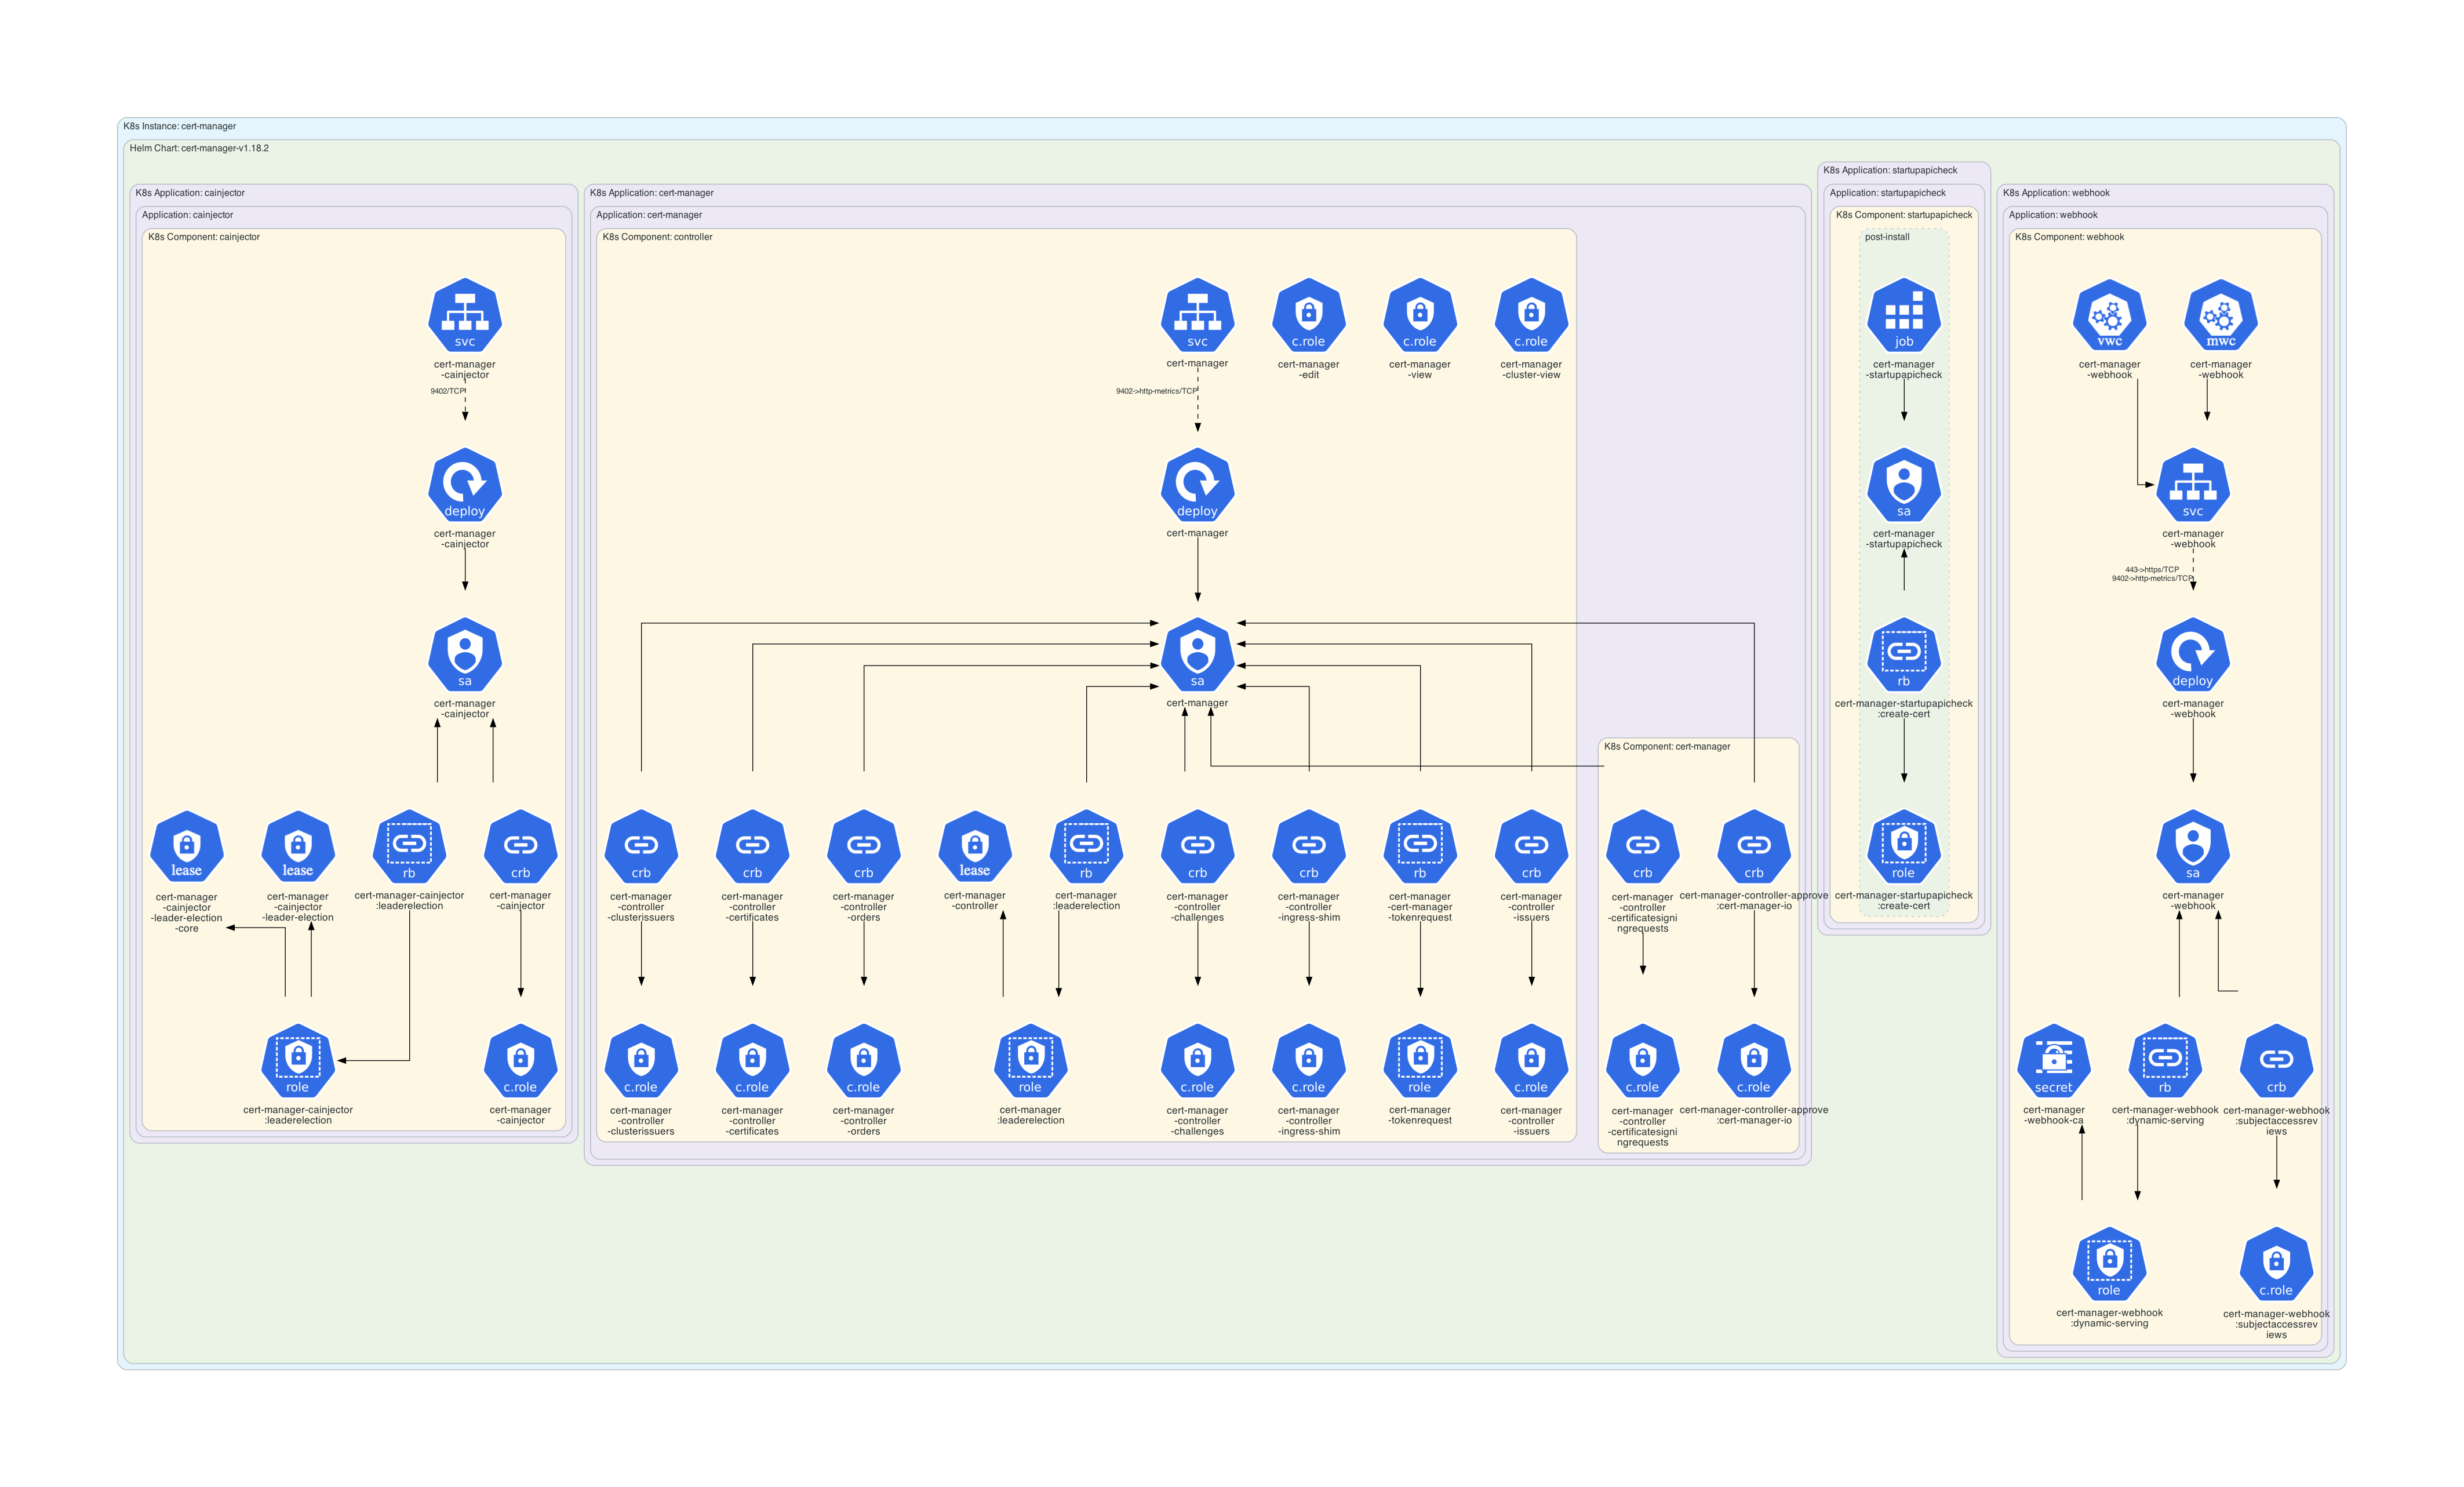 K8s Instance: cert-manager
Helm Chart: cert-manager-v1.18.2
K8s Application: cainjector
Application: cainjector
K8s Component: cainjector
svc
cert-manager
-cainjector
9402/TCP
deploy
cert-manager
-cainjector
sa
cert-manager
-cainjector
lease
cert-manager
-cainjector
-leader-election
-core
lease
cert-manager
-cainjector
-leader-election
rb
cert-manager-cainjector
:leaderelection
crb
cert-manager
-cainjector
role
cert-manager-cainjector
:leaderelection
c.role
cert-manager
-cainjector
K8s Application: cert-manager
Application: cert-manager
K8s Component: controller
svc
cert-manager
9402->http-metrics/TCP
c.role
cert-manager
-edit
c.role
cert-manager
-view
c.role
cert-manager
-cluster-view
deploy
cert-manager
sa
cert-manager
crb
cert-manager
-controller
-clusterissuers
crb
cert-manager
-controller
-certificates
crb
cert-manager
-controller
-orders
lease
cert-manager
-controller
rb
cert-manager
:leaderelection
crb
cert-manager
-controller
-challenges
crb
cert-manager
-controller
-ingress-shim
rb
cert-manager
-cert-manager
-tokenrequest
crb
cert-manager
-controller
-issuers
c.role
cert-manager
-controller
-clusterissuers
c.role
cert-manager
-controller
-certificates
c.role
cert-manager
-controller
-orders
role
cert-manager
:leaderelection
c.role
cert-manager
-controller
-challenges
c.role
cert-manager
-controller
-ingress-shim
role
cert-manager
-tokenrequest
c.role
cert-manager
-controller
-issuers
K8s Component: cert-manager
crb
cert-manager
-controller
-certificatesigni
ngrequests
crb
cert-manager-controller-approve
:cert-manager-io
c.role
cert-manager
-controller
-certificatesigni
ngrequests
c.role
cert-manager-controller-approve
:cert-manager-io
K8s Application: startupapicheck
Application: startupapicheck
K8s Component: startupapicheck
post-install
job
cert-manager
-startupapicheck
sa
cert-manager
-startupapicheck
rb
cert-manager-startupapicheck
:create-cert
role
cert-manager-startupapicheck
:create-cert
K8s Application: webhook
Application: webhook
K8s Component: webhook
vwc
cert-manager
-webhook
mwc
cert-manager
-webhook
svc
cert-manager
-webhook
443->https/TCP
9402->http-metrics/TCP
deploy
cert-manager
-webhook
sa
cert-manager
-webhook
secret
cert-manager
-webhook-ca
rb
cert-manager-webhook
:dynamic-serving
crb
cert-manager-webhook
:subjectaccessrev
iews
role
cert-manager-webhook
:dynamic-serving
c.role
cert-manager-webhook
:subjectaccessrev
iews